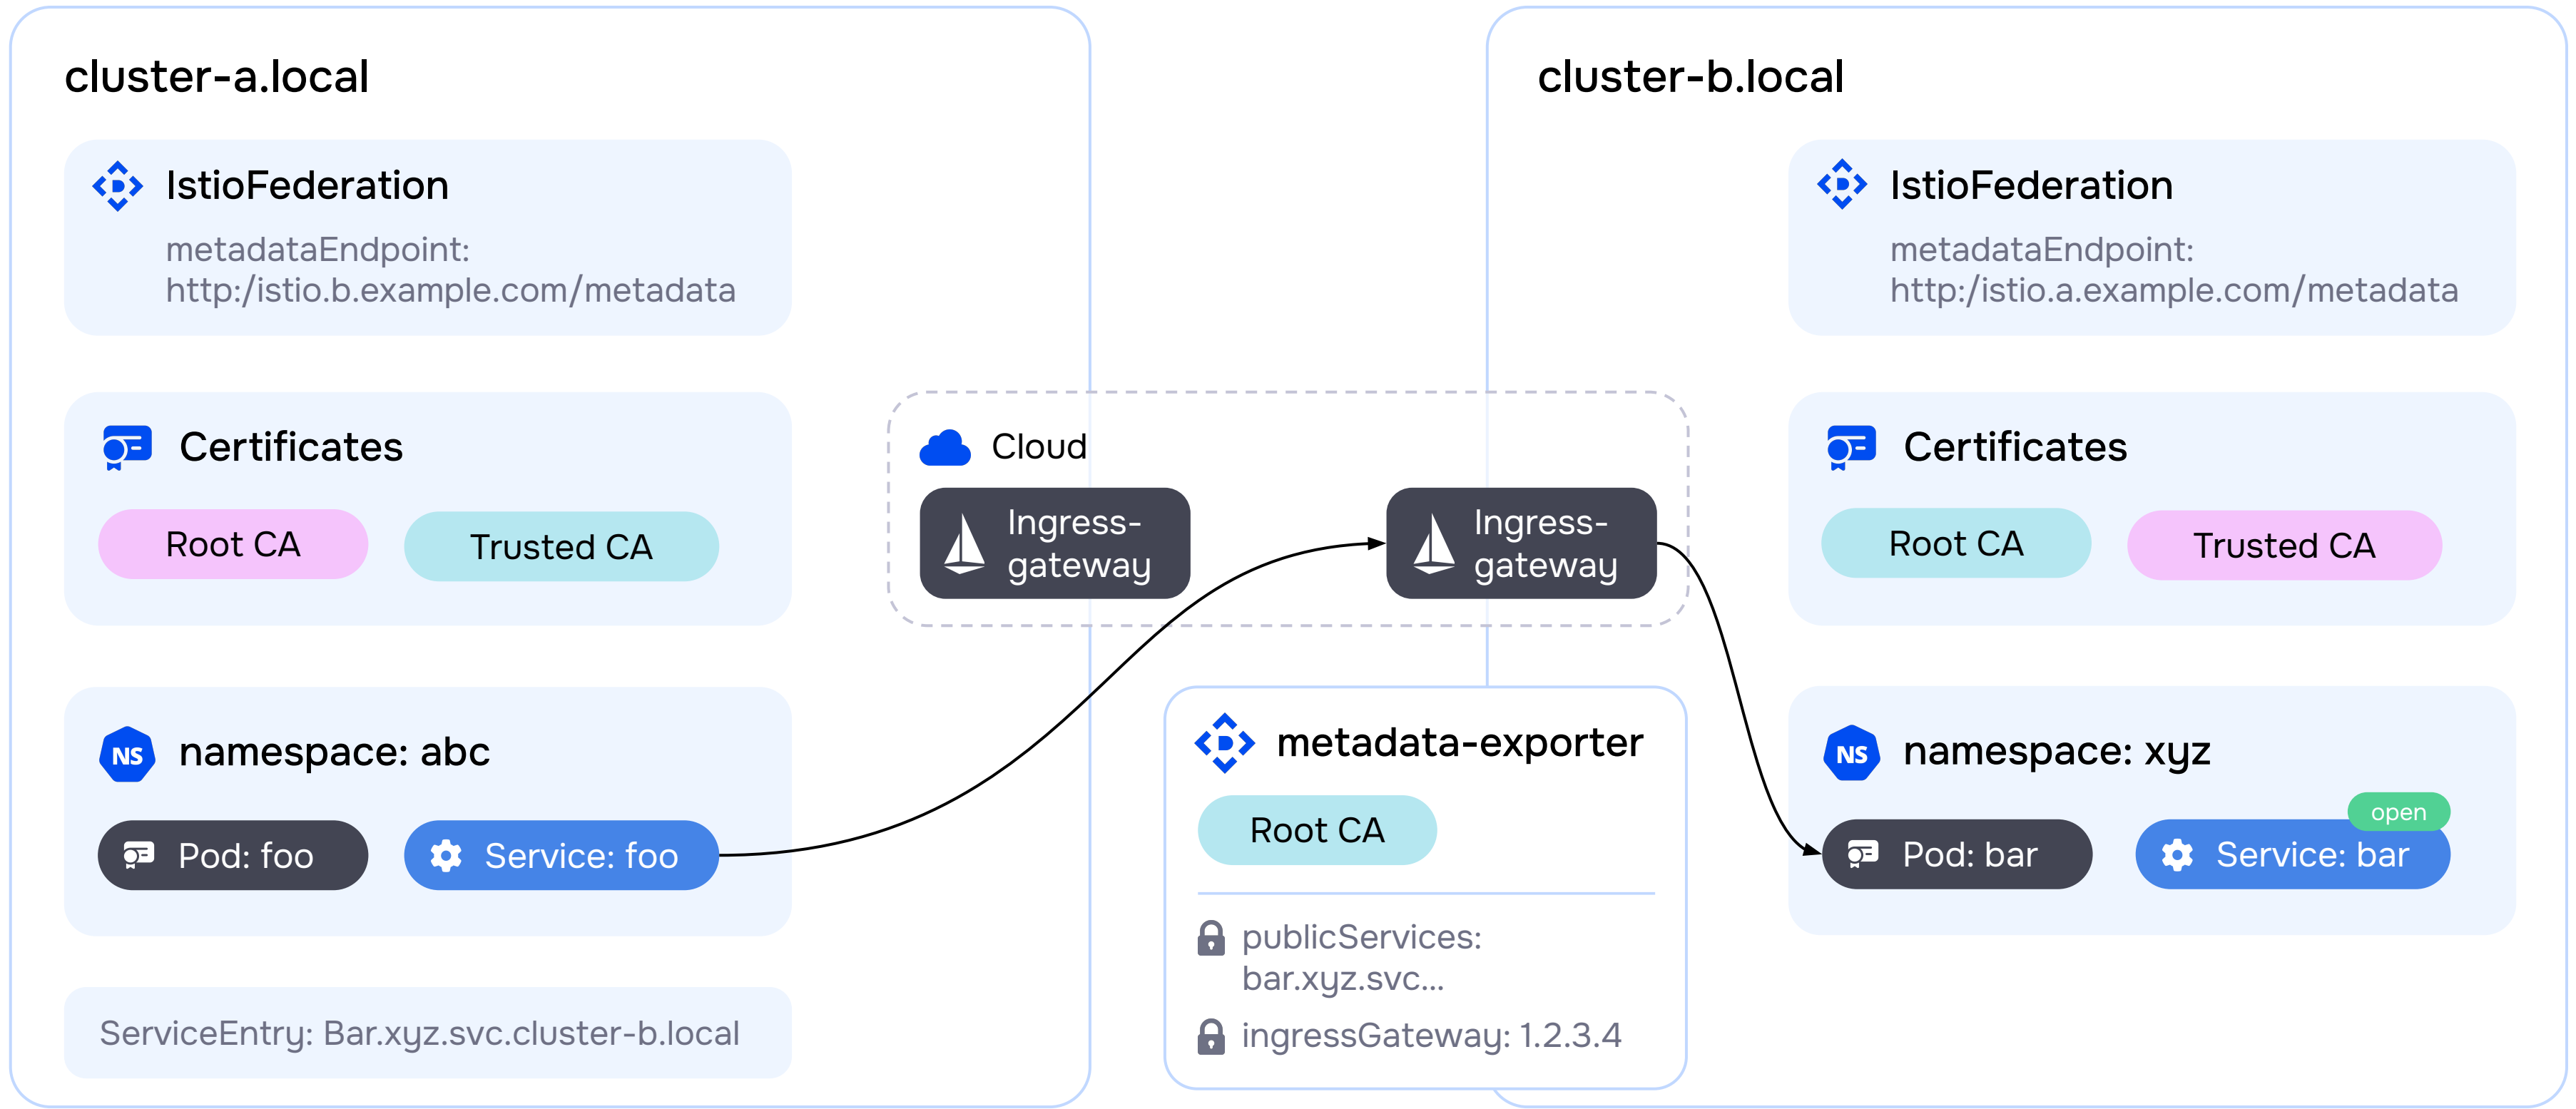 cluster-a.local
IstioFederation
metadataEndpoint:
http:/istio.b.example.com/metadata
Certificates
Root CA
Trusted CA
NS
namespace: abc
Pod: foo
Service: foo
ServiceEntry: Bar.xyz.svc.cluster-b.local
Cloud
Ingress-
gateway
Ingress-
gateway
metadata-exporter
Root CA
publicServices:
bar.xyz.svc...
ingressGateway: 1.2.3.4
cluster-b.local
IstioFederation
metadataEndpoint:
http:/istio.a.example.com/metadata
Certificates
Root CA
Trusted CA
NS
namespace: xyz
open
Pod: bar
Service: bar